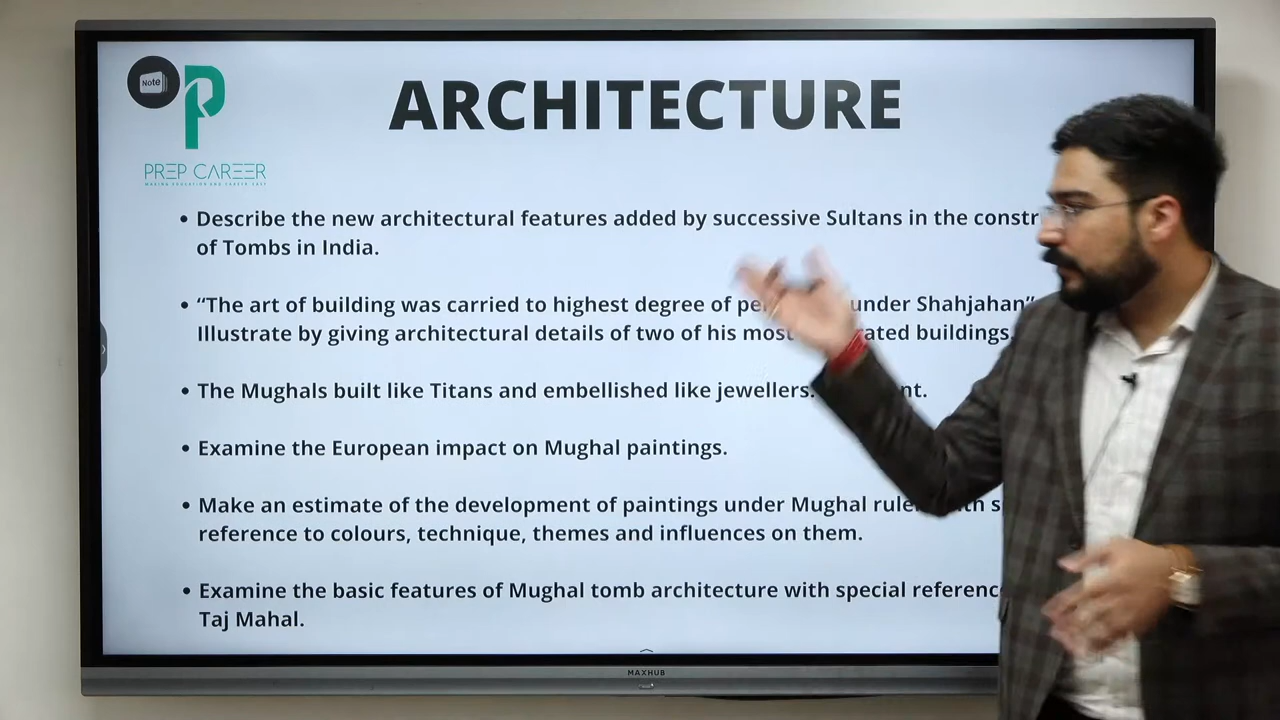 Note
PREP CAREER
MAKING EDUCATION AND CAREER EASY
ARCHITECTURE
• Describe the new architectural features added by successive Sultans in the constr
of Tombs in India.
• “The art of building was carried to highest degree of pe under Shahjahan”
Illustrate by giving architectural details of two of his most ated buildings.
• The Mughals built like Titans and embellished like jewellers. nt.
• Examine the European impact on Mughal paintings.
• Make an estimate of the development of paintings under Mughal rule
reference to colours, technique, themes and influences on them.
• Examine the basic features of Mughal tomb architecture with special referenc
Taj Mahal.
MAXHUB